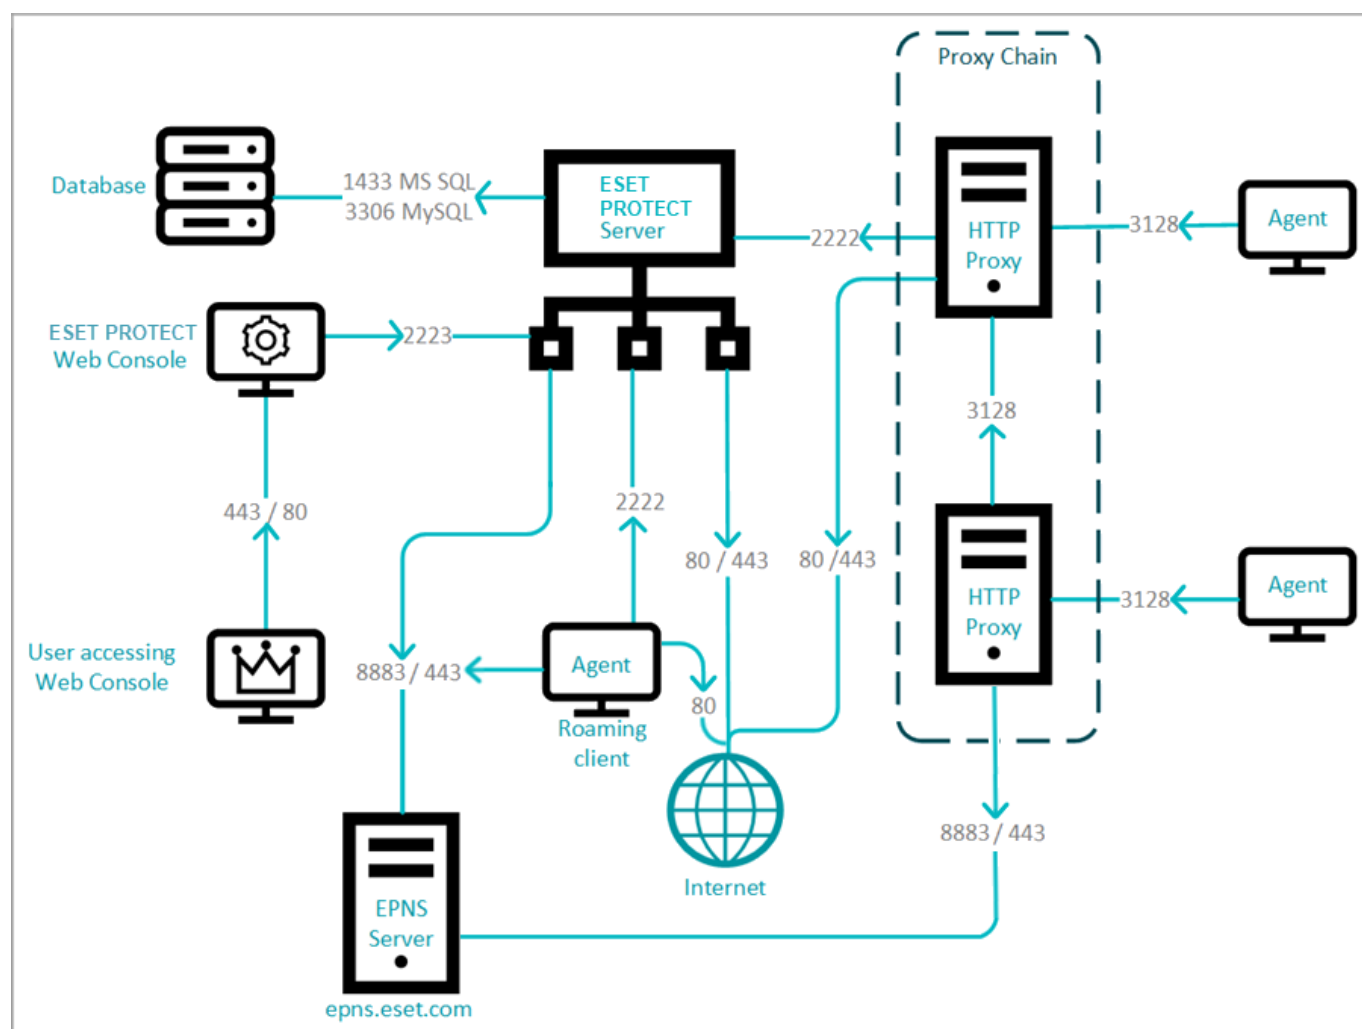 Proxy Chain
Database
1433 MS SQL
3306 MySQL
ESET
PROTECT
Server
2222
HTTP
Proxy
3128
Agent
ESET PROTECT
Web Console
2223
3128
443 / 80
2222
80 / 443
80 /443
HTTP
Proxy
3128
Agent
User accessing
Web Console
8883 / 443
Agent
80
Roaming
client
8883 / 443
Internet
EPNS
Server
epns.eset.com